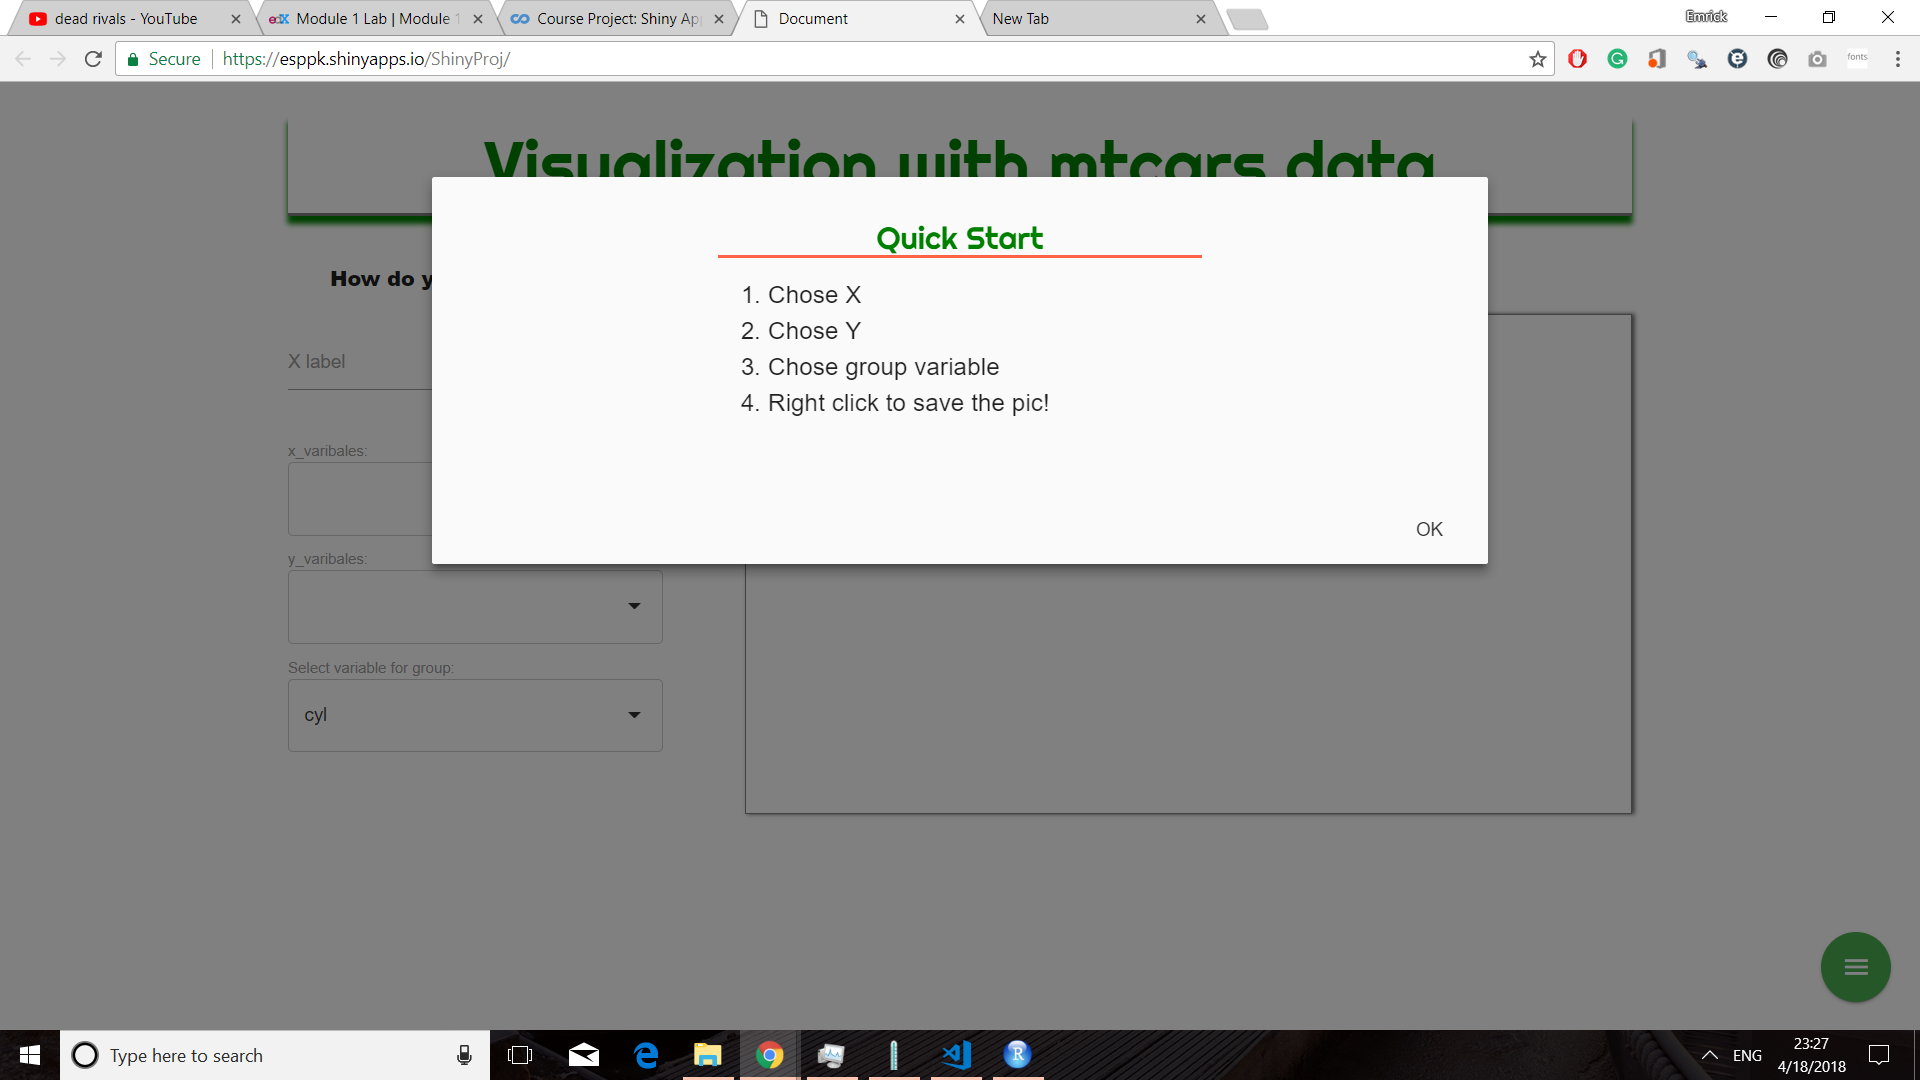 dead rivals - YouTube
Module 1 Lab | Module 1
Course Project: Shiny Ap
Document
New Tab
Emrick
Secure
https://esppk.shinyapps.io/ShinyProj/
fonts
Visualization with mtcars data
Quick Start
1. Chose X
2. Chose Y
3. Chose group variable
4. Right click to save the pic!
OK
How do y
X label
x_varibales:
y_varibales:
Select variable for group:
cyl
Type here to search
ENG
23:27
4/18/2018